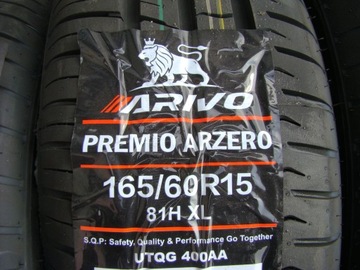 ARIVO
PREMIO ARZERO
165/60R15
81H XL
S.Q.P: Safety, Quality & Performance Go Together
UTQG 400AA